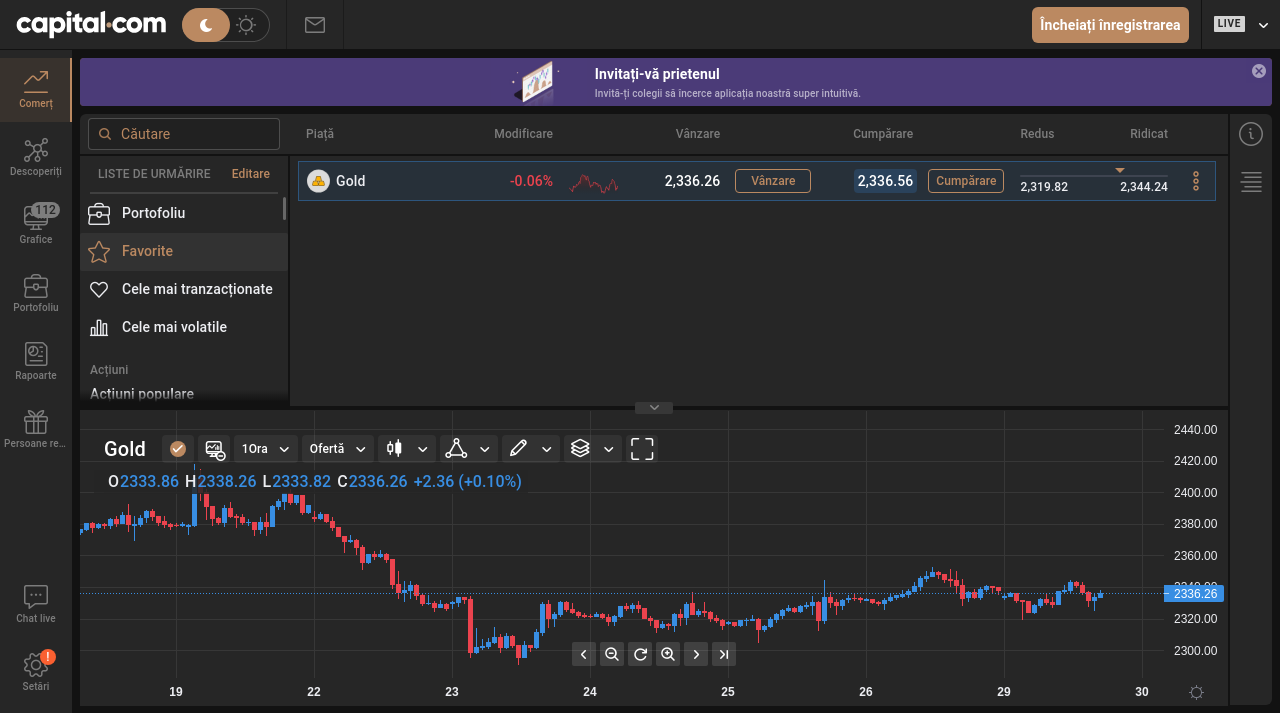 capital.com
Încheiați înregistrarea
LIVE
Comerț
Descoperiți
112
Grafice
Portofoliu
Rapoarte
Persoane re...
Chat live
!
Setări
Invitați-vă prietenul
Invită-ți colegii să încerce aplicația noastră super intuitivă.
Căutare
Piață Modificare Vânzare Cumpărare Redus Ridicat
LISTE DE URMĂRIRE Editare
Portofoliu
Favorite
Cele mai tranzacționate
Cele mai volatile
Acțiuni
Acțiuni populare
Gold -0.06% 2,336.26 Vânzare 2,336.56 Cumpărare 2,319.82 2,344.24
Gold 1Ora Ofertă
O2333.86 H2338.26 L2333.82 C2336.26 +2.36 (+0.10%)
2440.00
2420.00
2400.00
2380.00
2360.00
2340.00
2336.26
2320.00
2300.00
19 22 23 24 25 26 29 30